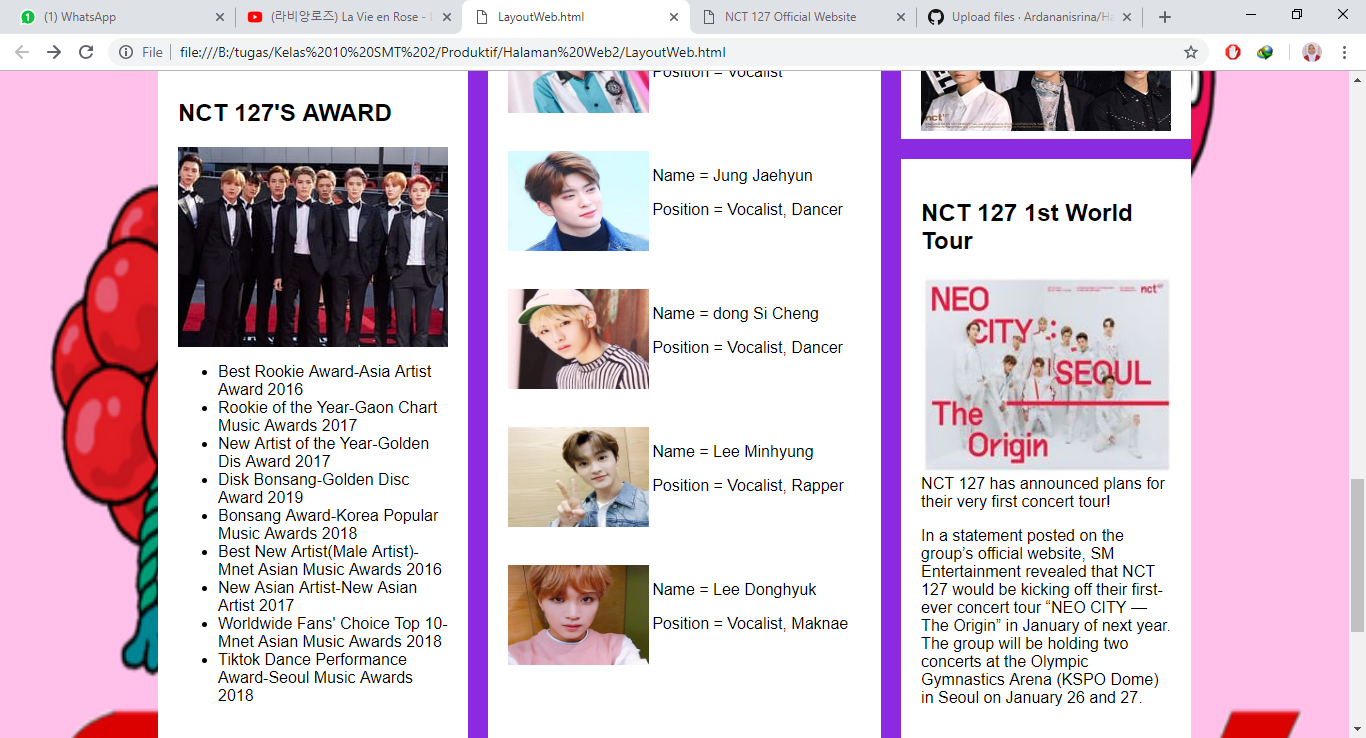 (1) WhatsApp
(라비앙로즈) La Vie en Rose -
LayoutWeb.html
NCT 127 Official Website
Upload files · Ardananisrina/Ha
File
file:///B:/tugas/Kelas%2010%20SMT%202/Produktif/Halaman%20Web2/LayoutWeb.html
NCT 127'S AWARD
Best Rookie Award-Asia Artist
Award 2016
Rookie of the Year-Gaon Chart
Music Awards 2017
New Artist of the Year-Golden
Dis Award 2017
Disk Bonsang-Golden Disc
Award 2019
Bonsang Award-Korea Popular
Music Awards 2018
Best New Artist(Male Artist)-
Mnet Asian Music Awards 2016
New Asian Artist-New Asian
Artist 2017
Worldwide Fans' Choice Top 10-
Mnet Asian Music Awards 2018
Tiktok Dance Performance
Award-Seoul Music Awards
2018
Position = Vocalist
Name = Jung Jaehyun
Position = Vocalist, Dancer
Name = dong Si Cheng
Position = Vocalist, Dancer
Name = Lee Minhyung
Position = Vocalist, Rapper
Name = Lee Donghyuk
Position = Vocalist, Maknae
nct
NCT 127 1st World
Tour
nct
NEO
CITY :
SEOUL
The
Origin
NCT 127 has announced plans for
their very first concert tour!
In a statement posted on the
group’s official website, SM
Entertainment revealed that NCT
127 would be kicking off their first-
ever concert tour “NEO CITY —
The Origin” in January of next year.
The group will be holding two
concerts at the Olympic
Gymnastics Arena (KSPO Dome)
in Seoul on January 26 and 27.